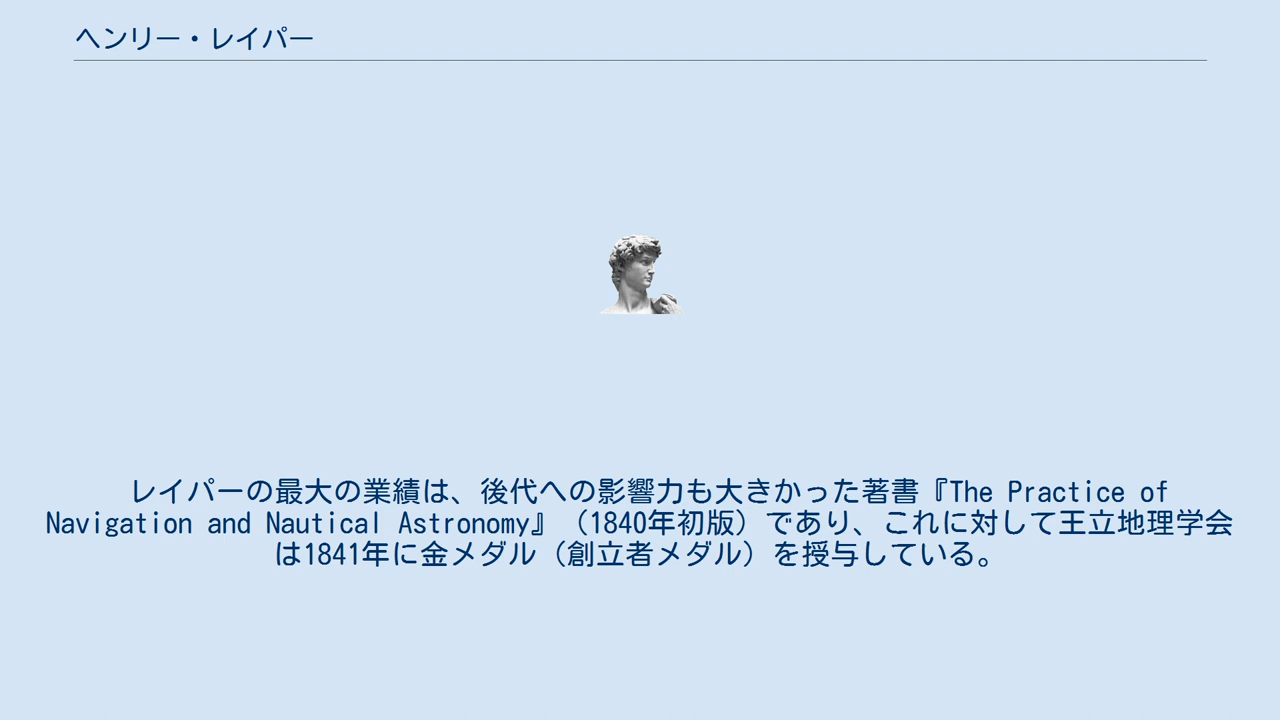 ヘンリー・レイパー
レイパーの最大の業績は、後代への影響力も大きかった著書『The Practice of
Navigation and Nautical Astronomy』（1840年初版）であり、これに対して王立地理学会
は1841年に金メダル（創立者メダル）を授与している。